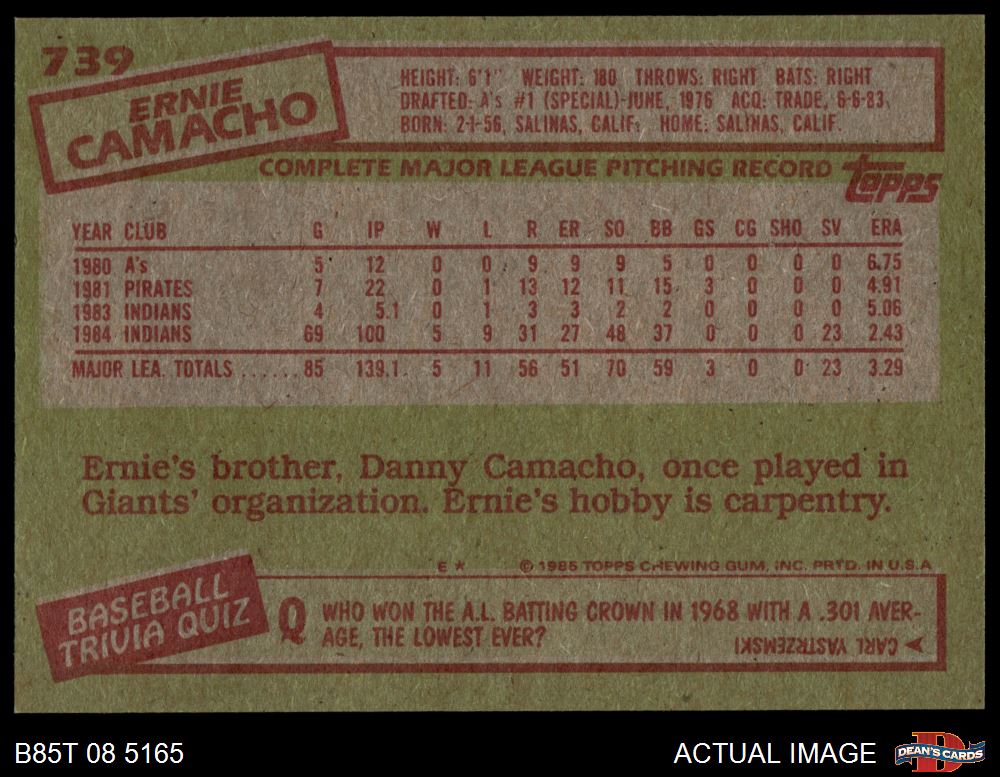 739
ERNIE
CAMACHO
HEIGHT: 6'1" WEIGHT: 180 THROWS: RIGHT BATS: RIGHT
DRAFTED: A's #1 (SPECIAL)-JUNE, 1976 ACQ: TRADE, 6-6-83,
BORN: 2-1-56, SALINAS, CALIF. HOME: SALINAS, CALIF.
COMPLETE MAJOR LEAGUE PITCHING RECORD
topps
YEAR CLUB G IP W L R ER SO BB GS CG SHO SV ERA
1980 A's 5 12 0 0 9 9 9 5 0 0 0 0 6.75
1981 PIRATES 7 22 0 1 13 12 11 15 3 0 0 0 4.91
1983 INDIANS 4 5.1 0 1 3 3 2 2 0 0 0 0 5.06
1984 INDIANS 69 100 5 9 31 27 48 37 0 0 0 23 2.43
MAJOR LEA. TOTALS ...... 85 139.1 5 11 56 51 70 59 3 0 0 23 3.29
Ernie's brother, Danny Camacho, once played in
Giants' organization. Ernie's hobby is carpentry.
E * © 1985 TOPPS CHEWING GUM, INC. PRTD. IN U.S.A
BASEBALL
TRIVIA QUIZ
Q WHO WON THE A.L. BATTING CROWN IN 1968 WITH A .301 AVER-
AGE, THE LOWEST EVER?
CARL YASTRZEMSKI
B85T 08 5165
ACTUAL IMAGE
DEAN'S CARDS